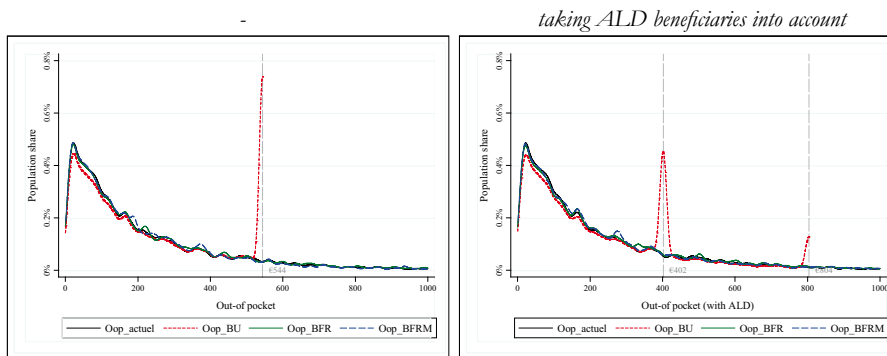 -
taking ALD beneficiaries into account
0.8%
0.6%
0.4%
0.2%
0%
Population share
€544
0 200 400 600 800 1000
Out-of pocket
Oop_actuel Oop_BU Oop_BFR Oop_BFRM
0.8%
0.6%
0.4%
0.2%
0%
Population share
€402
€804
0 200 400 600 800 1000
Out-of pocket (with ALD)
Oop_actuel Oop_BU Oop_BFR Oop_BFRM